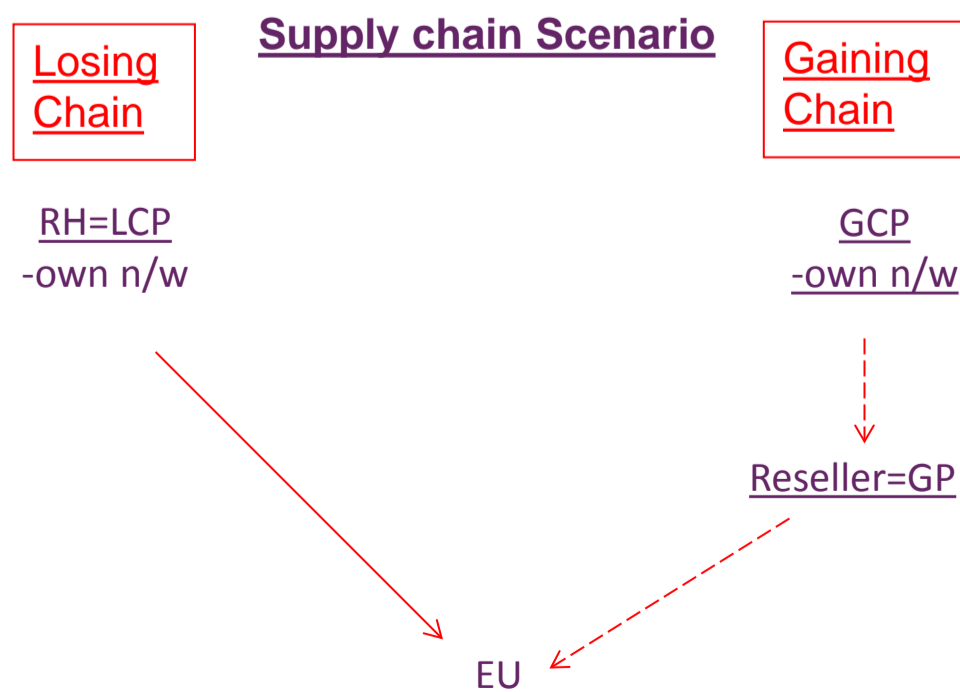 Supply chain Scenario
Losing
Chain
Gaining
Chain
RH=LCP
-own n/w
GCP
-own n/w
Reseller=GP
EU